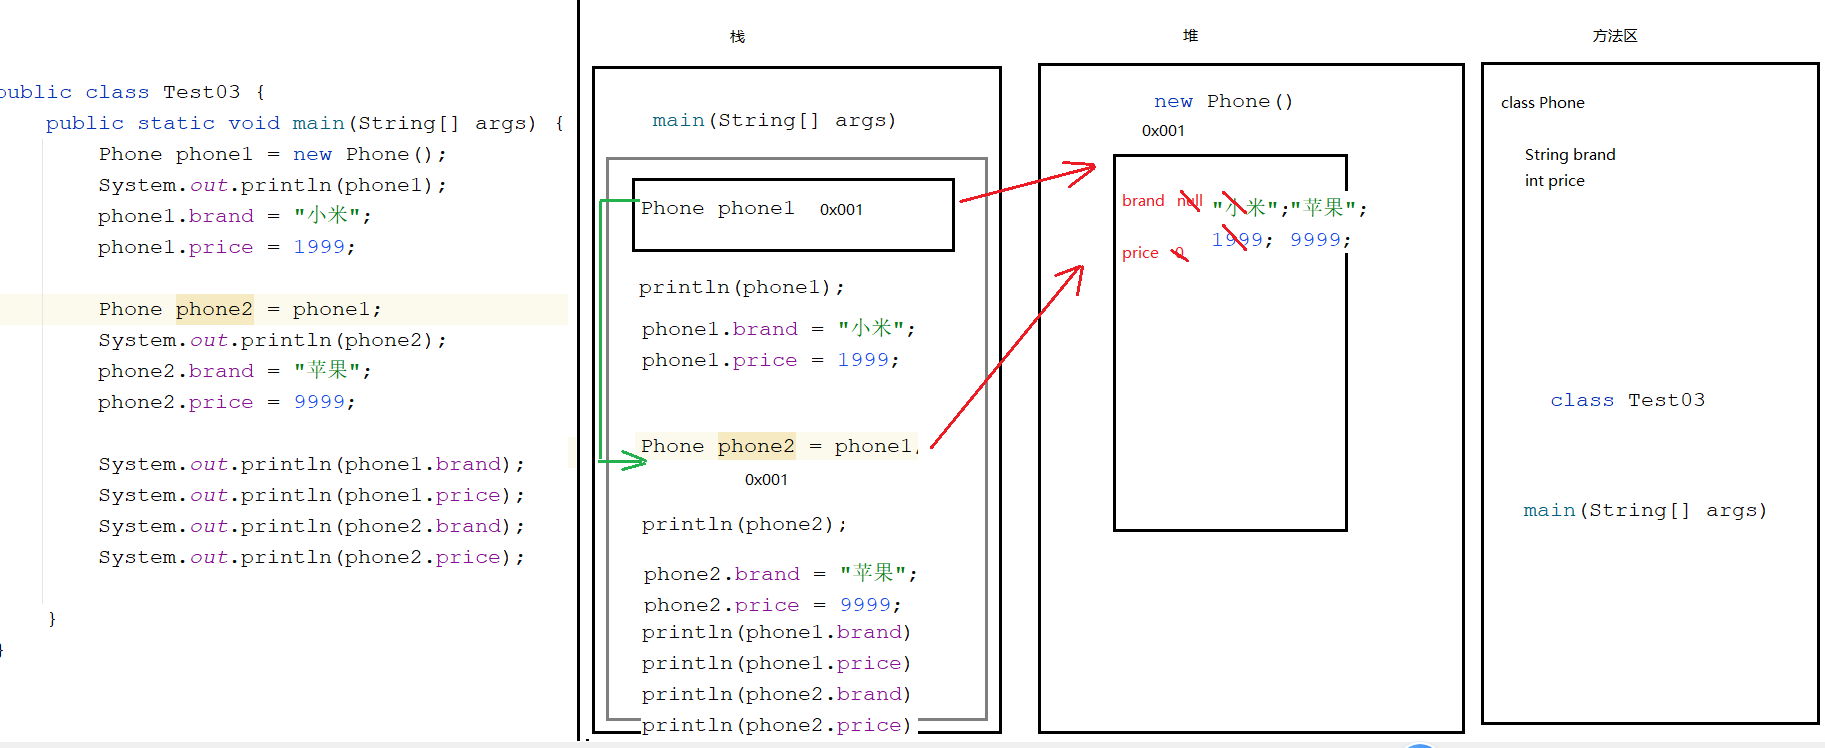 public class Test03 {
public static void main(String[] args) {
Phone phone1 = new Phone();
System.out.println(phone1);
phone1.brand = "小米";
phone1.price = 1999;
Phone phone2 = phone1;
System.out.println(phone2);
phone2.brand = "苹果";
phone2.price = 9999;
System.out.println(phone1.brand);
System.out.println(phone1.price);
System.out.println(phone2.brand);
System.out.println(phone2.price);
}
}
栈
main(String[] args)
Phone phone1 0x001
println(phone1);
phone1.brand = "小米";
phone1.price = 1999;
Phone phone2 = phone1;
0x001
println(phone2);
phone2.brand = "苹果";
phone2.price = 9999;
println(phone1.brand)
println(phone1.price)
println(phone2.brand)
println(phone2.price)
堆
new Phone()
0x001
brand null "小米";"苹果";
price 0 1999; 9999;
方法区
class Phone
String brand
int price
class Test03
main(String[] args)